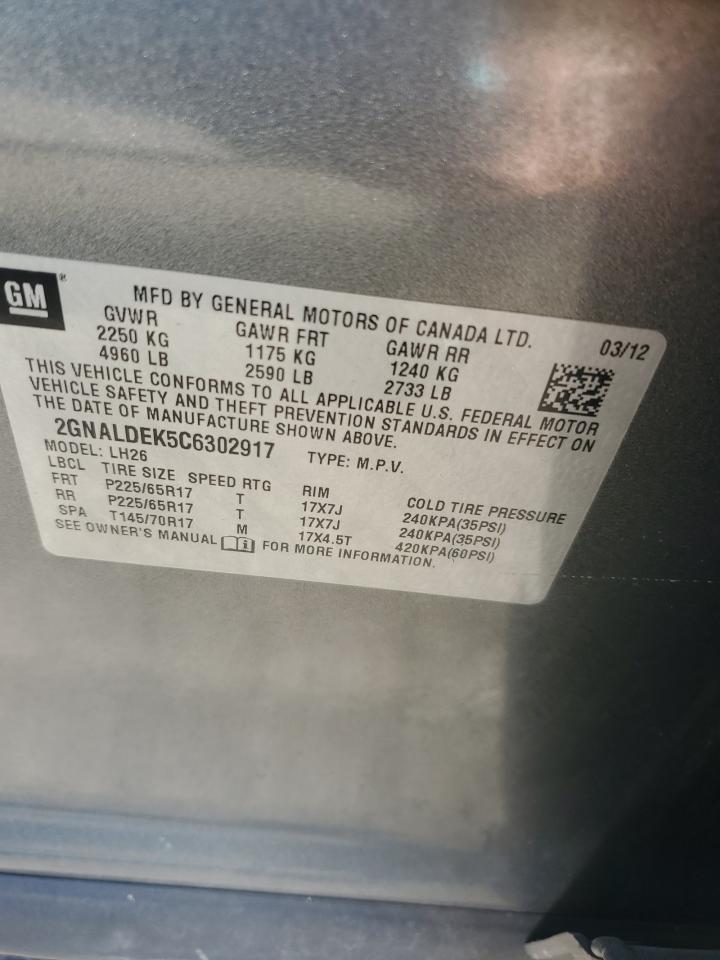 GM®
MFD BY GENERAL MOTORS OF CANADA LTD. 03/12
GVWR GAWR FRT GAWR RR
2250 KG 1175 KG 1240 KG
4960 LB 2590 LB 2733 LB
THIS VEHICLE CONFORMS TO ALL APPLICABLE U.S. FEDERAL MOTOR
VEHICLE SAFETY AND THEFT PREVENTION STANDARDS IN EFFECT ON
THE DATE OF MANUFACTURE SHOWN ABOVE.
2GNALDEK5C6302917 TYPE: M.P.V.
MODEL: LH26
LBCL TIRE SIZE SPEED RTG RIM COLD TIRE PRESSURE
FRT P225/65R17 T 17X7J 240KPA(35PSI)
RR P225/65R17 T 17X7J 240KPA(35PSI)
SPA T145/70R17 M 17X4.5T 420KPA(60PSI)
SEE OWNER'S MANUAL FOR MORE INFORMATION.